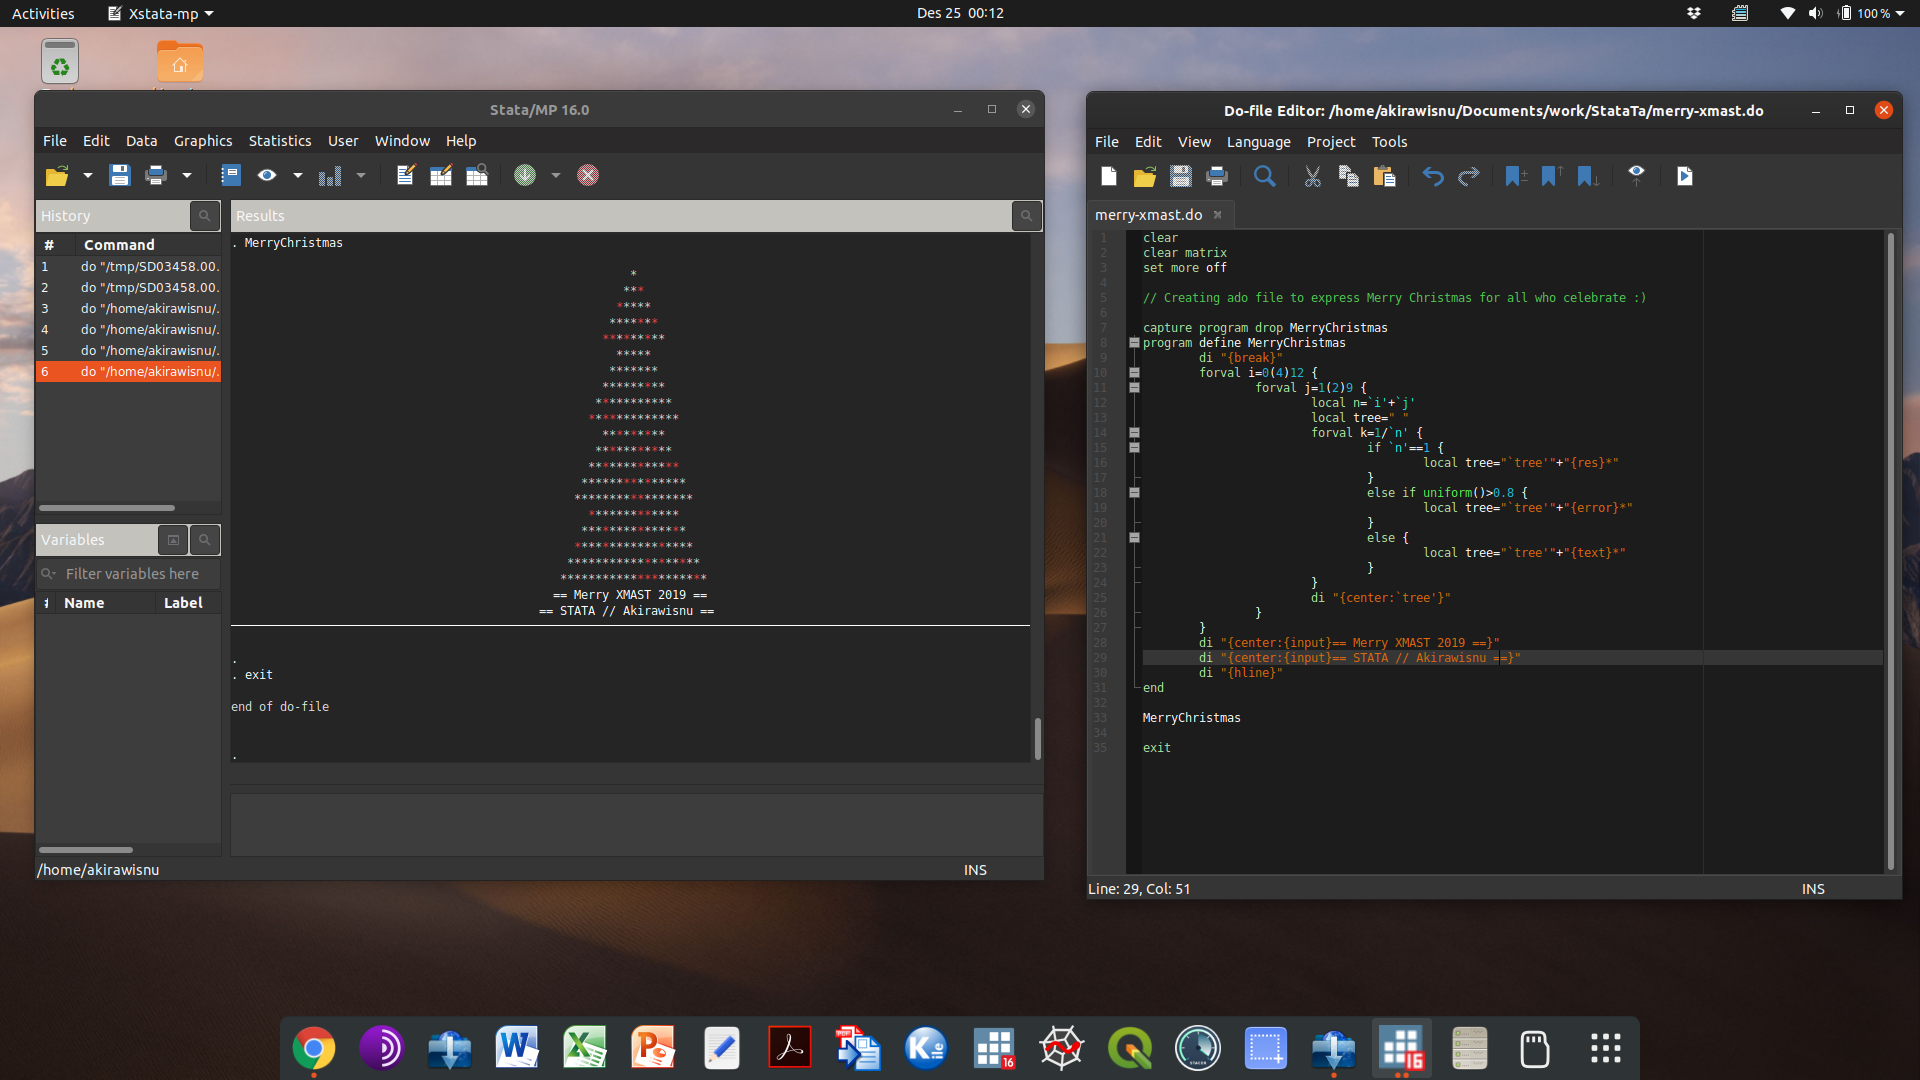 Activities
Xstata-mp
Des 25 00:12
100 %
Stata/MP 16.0
File Edit Data Graphics Statistics User Window Help
History
# Command
1 do "/tmp/SD03458.00.
2 do "/tmp/SD03458.00.
3 do "/home/akirawisnu/.
4 do "/home/akirawisnu/.
5 do "/home/akirawisnu/.
6 do "/home/akirawisnu/.
Variables
Filter variables here
Name Label
/home/akirawisnu
Results
. MerryChristmas
*
***
*****
*******
*********
*****
*******
*********
***********
*************
*********
***********
*************
***************
*****************
*************
***************
*****************
*******************
*********************
== Merry XMAST 2019 ==
== STATA // Akirawisnu ==
.
. exit
end of do-file
.
INS
Do-file Editor: /home/akirawisnu/Documents/work/StataTa/merry-xmast.do
File Edit View Language Project Tools
merry-xmast.do
1 clear
2 clear matrix
3 set more off
4
5 // Creating ado file to express Merry Christmas for all who celebrate :)
6
7 capture program drop MerryChristmas
8 program define MerryChristmas
9 di "{break}"
10 forval i=0(4)12 {
11 forval j=1(2)9 {
12 local n=`i'+`j'
13 local tree=" "
14 forval k=1/`n' {
15 if `n'==1 {
16 local tree="`tree'"+"{res}*"
17 }
18 else if uniform()>0.8 {
19 local tree="`tree'"+"{error}*"
20 }
21 else {
22 local tree="`tree'"+"{text}*"
23 }
24 }
25 di "{center:`tree'}"
26 }
27 }
28 di "{center:{input}== Merry XMAST 2019 ==}"
29 di "{center:{input}== STATA // Akirawisnu ==}"
30 di "{hline}"
31 end
32
33 MerryChristmas
34
35 exit
Line: 29, Col: 51
INS
W
X
P
PDF
K
ile
16
STACER
16